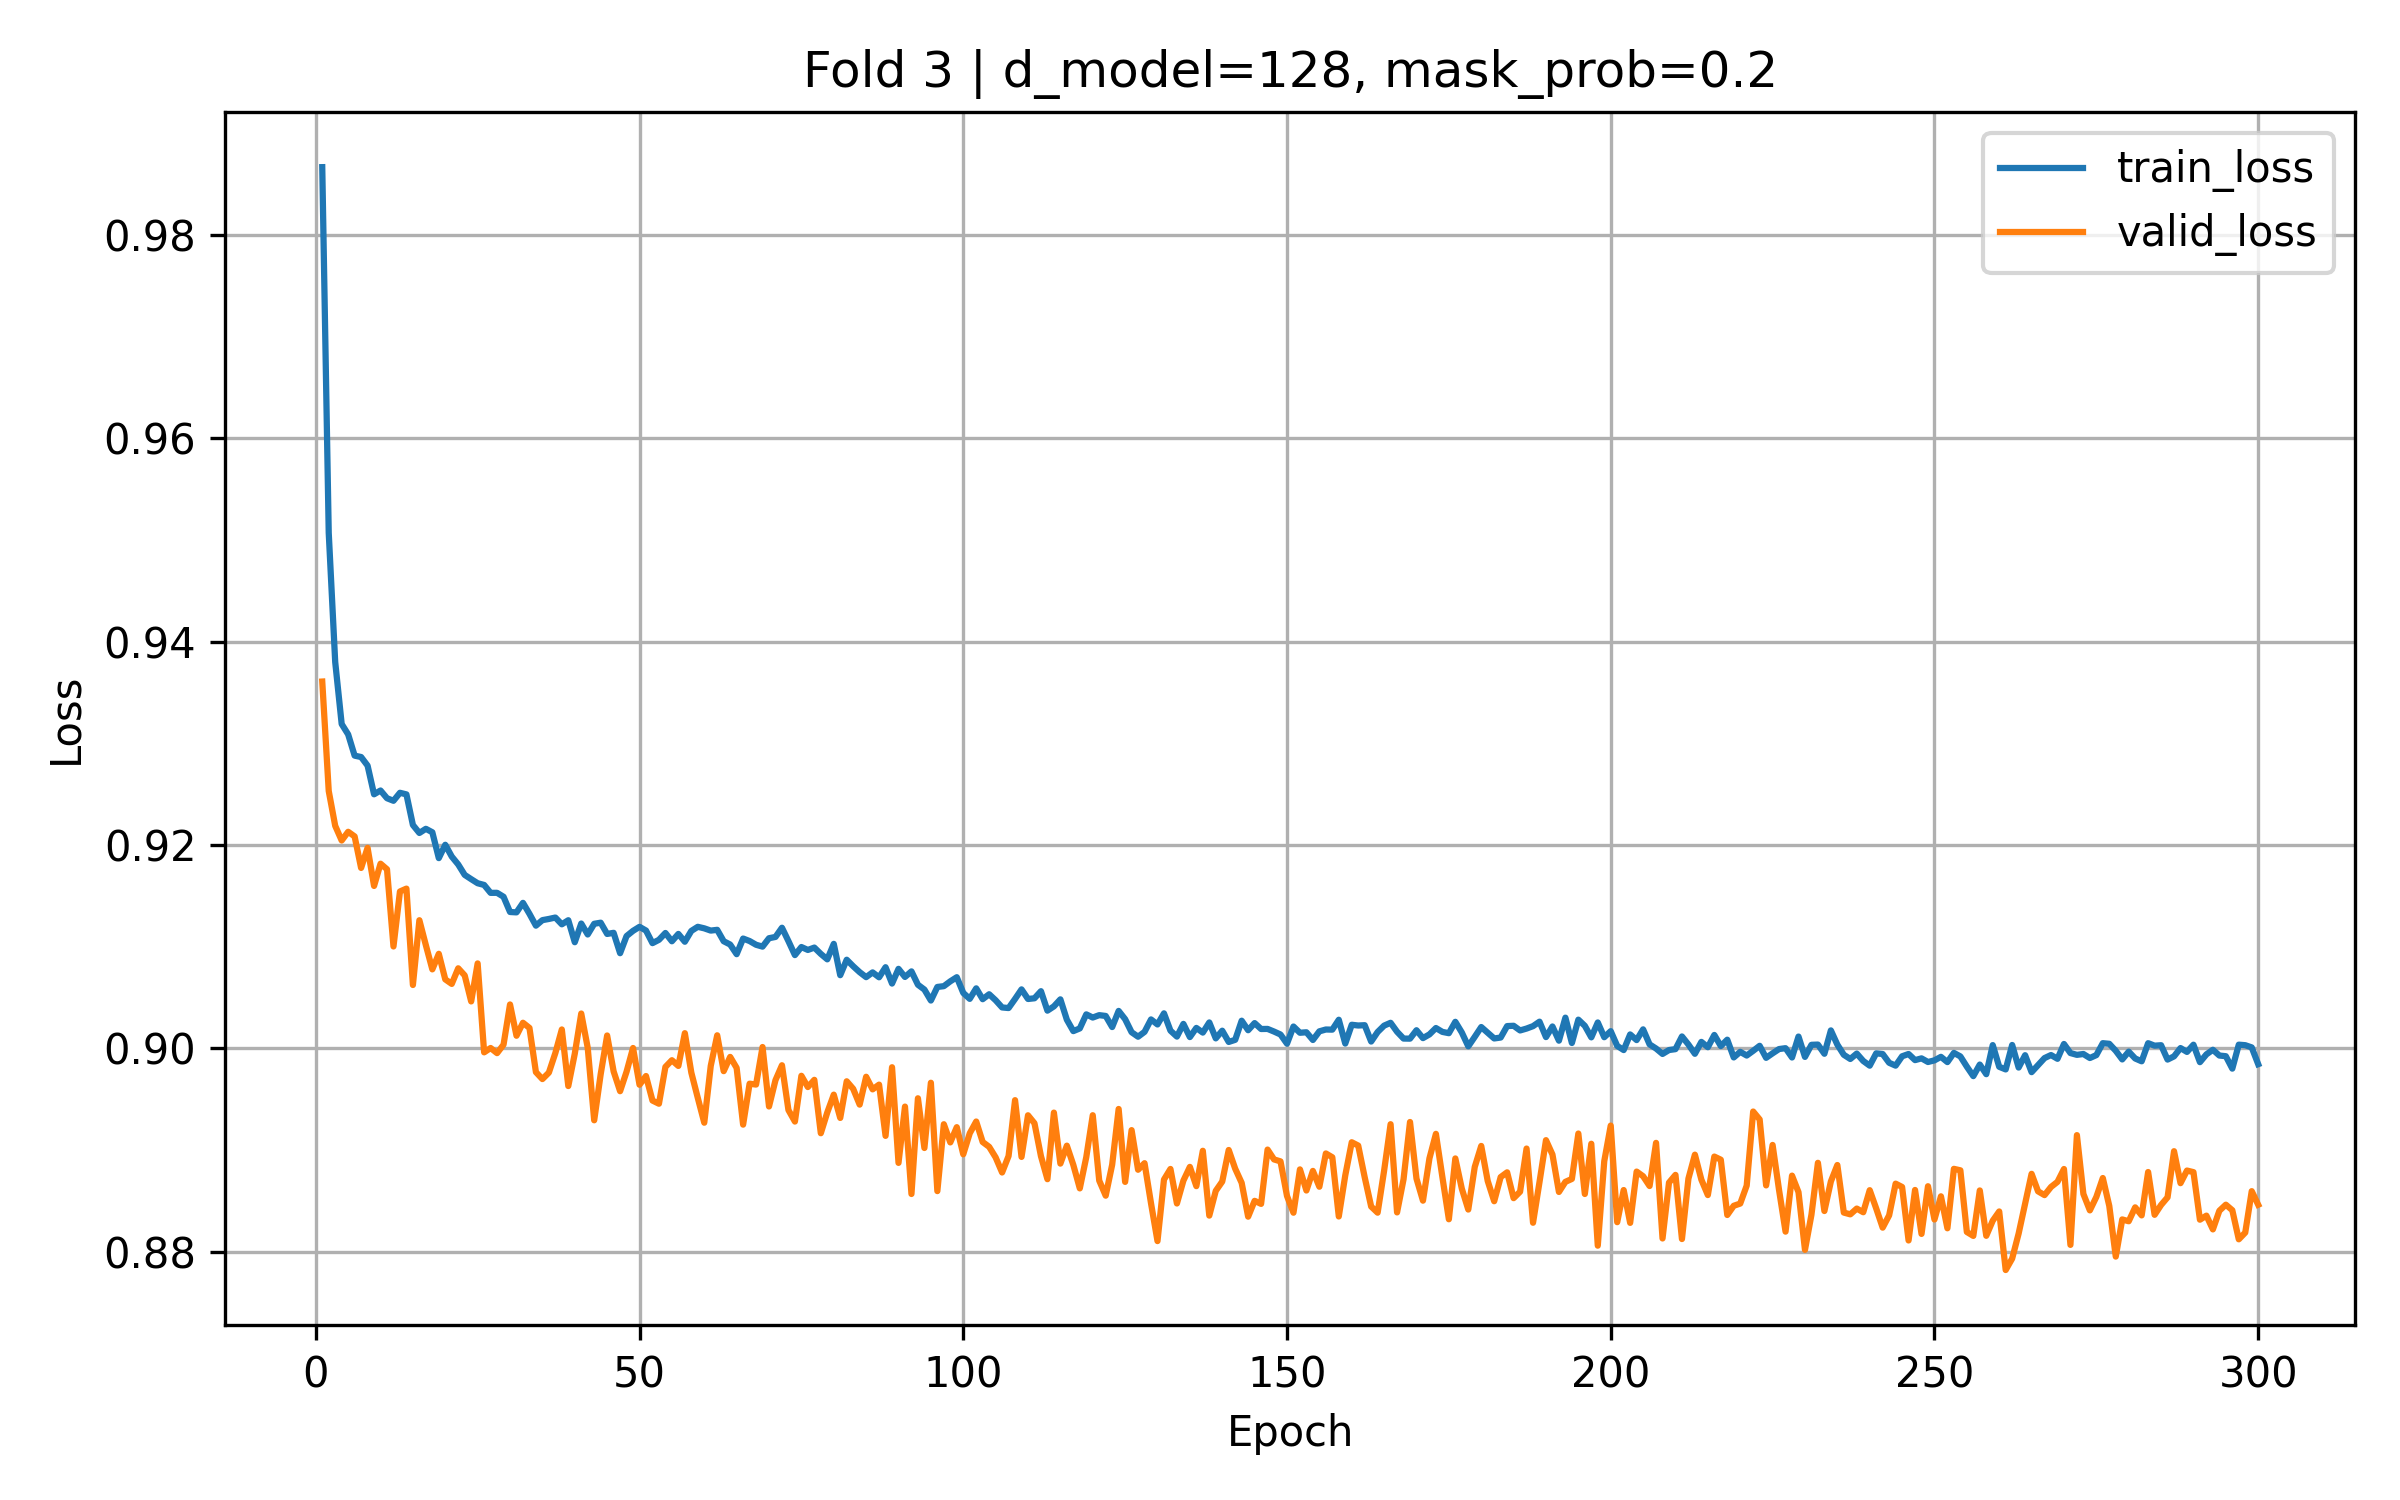 Fold 3 | d_model=128, mask_prob=0.2
train_loss
valid_loss
0.98
0.96
0.94
0.92
0.90
0.88
Loss
0 50 100 150 200 250 300
Epoch